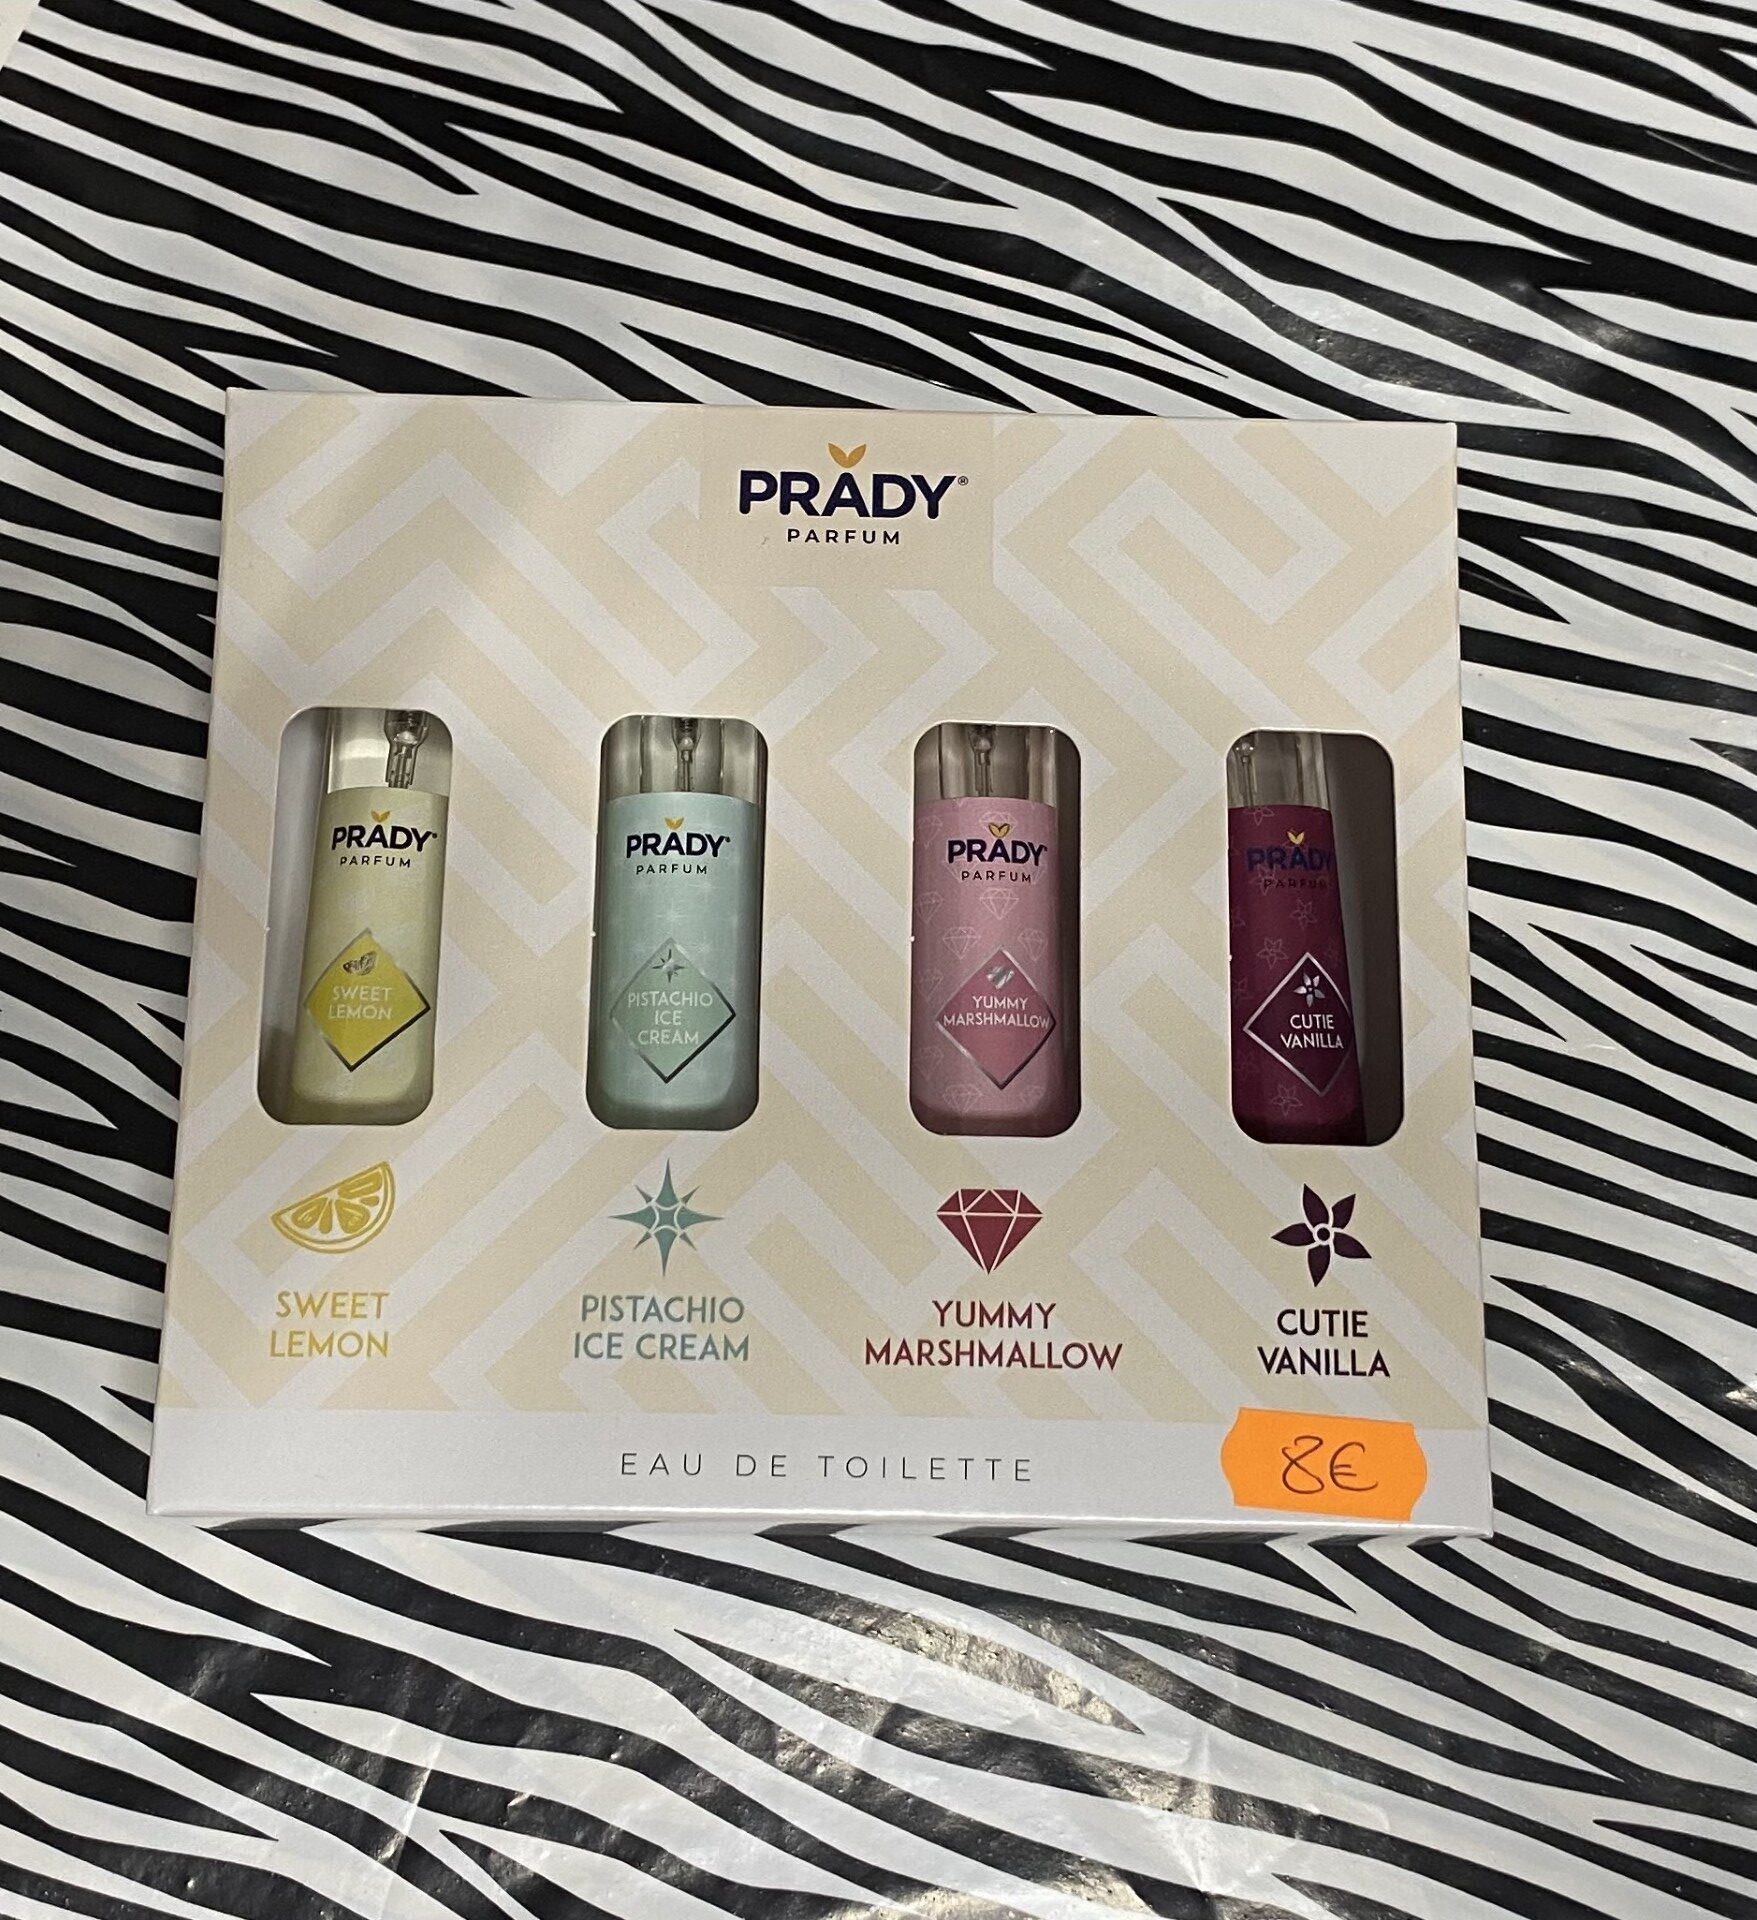 PRADY®
PARFUM
PRADY®
PARFUM
SWEET
LEMON
PRADY®
PARFUM
PISTACHIO
ICE
CREAM
PRADY®
PARFUM
YUMMY
MARSHMALLOW
PRADY
PARFUM
CUTIE
VANILLA
SWEET
LEMON
PISTACHIO
ICE CREAM
YUMMY
MARSHMALLOW
CUTIE
VANILLA
EAU DE TOILETTE
8€